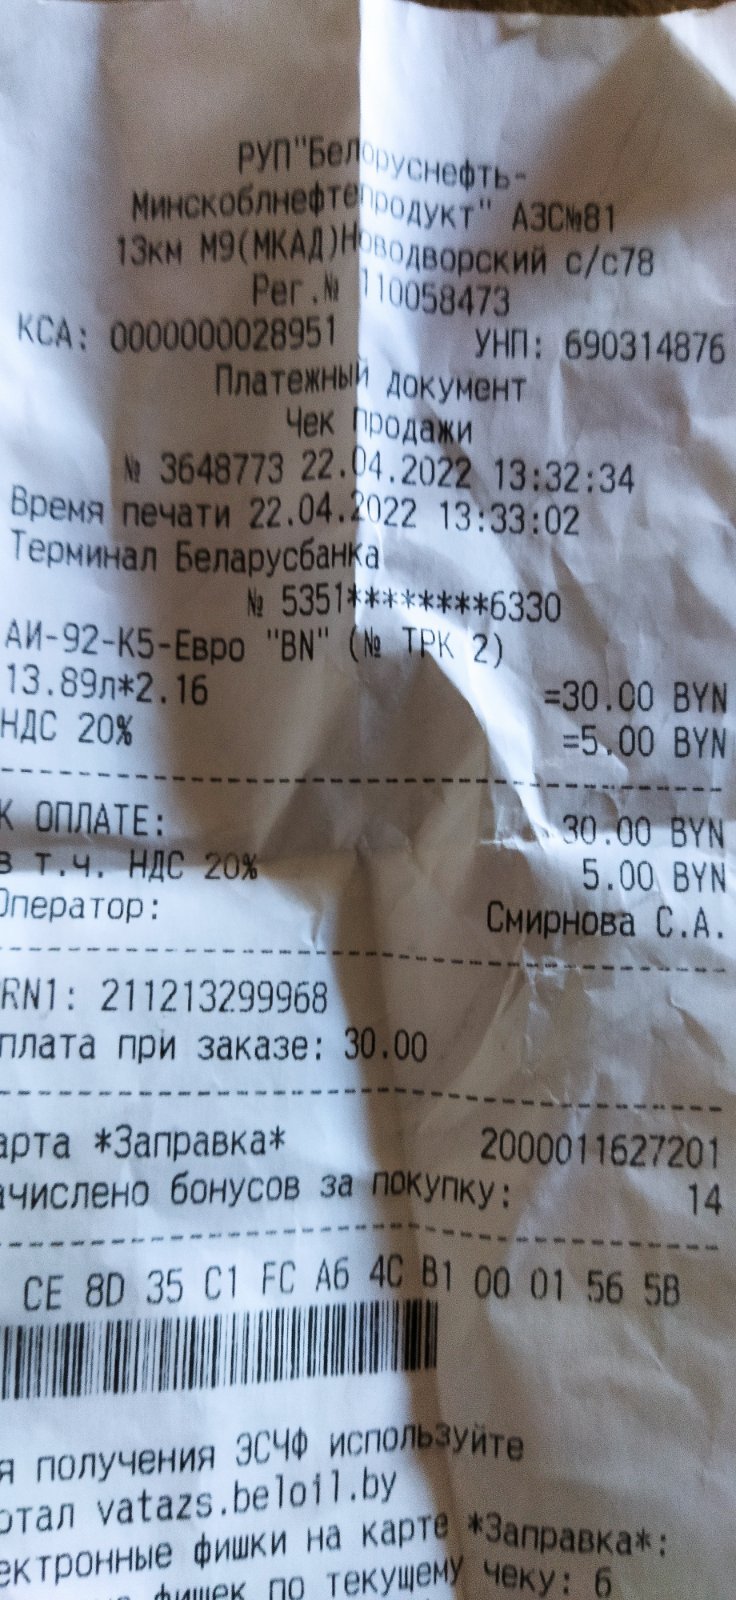 РУП"Белоруснефть-
Минскоблнефтепродукт" АЗС№81
13км М9(МКАД)Новодворский с/с78
Рег.№ 110058473
КСА: 0000000028951 УНП: 690314876
Платежный документ
Чек продажи
№ 3648773 22.04.2022 13:32:34
Время печати 22.04.2022 13:33:02
Терминал Беларусбанка
№ 5351********6330
АИ-92-К5-Евро "BN" (№ ТРК 2)
13.89л*2.16 =30.00 BYN
НДС 20% =5.00 BYN
К ОПЛАТЕ: 30.00 BYN
в т.ч. НДС 20% 5.00 BYN
Оператор: Смирнова С.А.
RN1: 211213299968
плата при заказе: 30.00
арта *Заправка* 2000011627201
ачислено бонусов за покупку: 14
CE 8D 35 C1 FC A6 4C B1 00 01 56 5B
я получения ЭСЧФ используйте
ртал vatazs.beloil.by
ектронные фишки на карте *Заправка*:
фишек по текущему чеку: 6